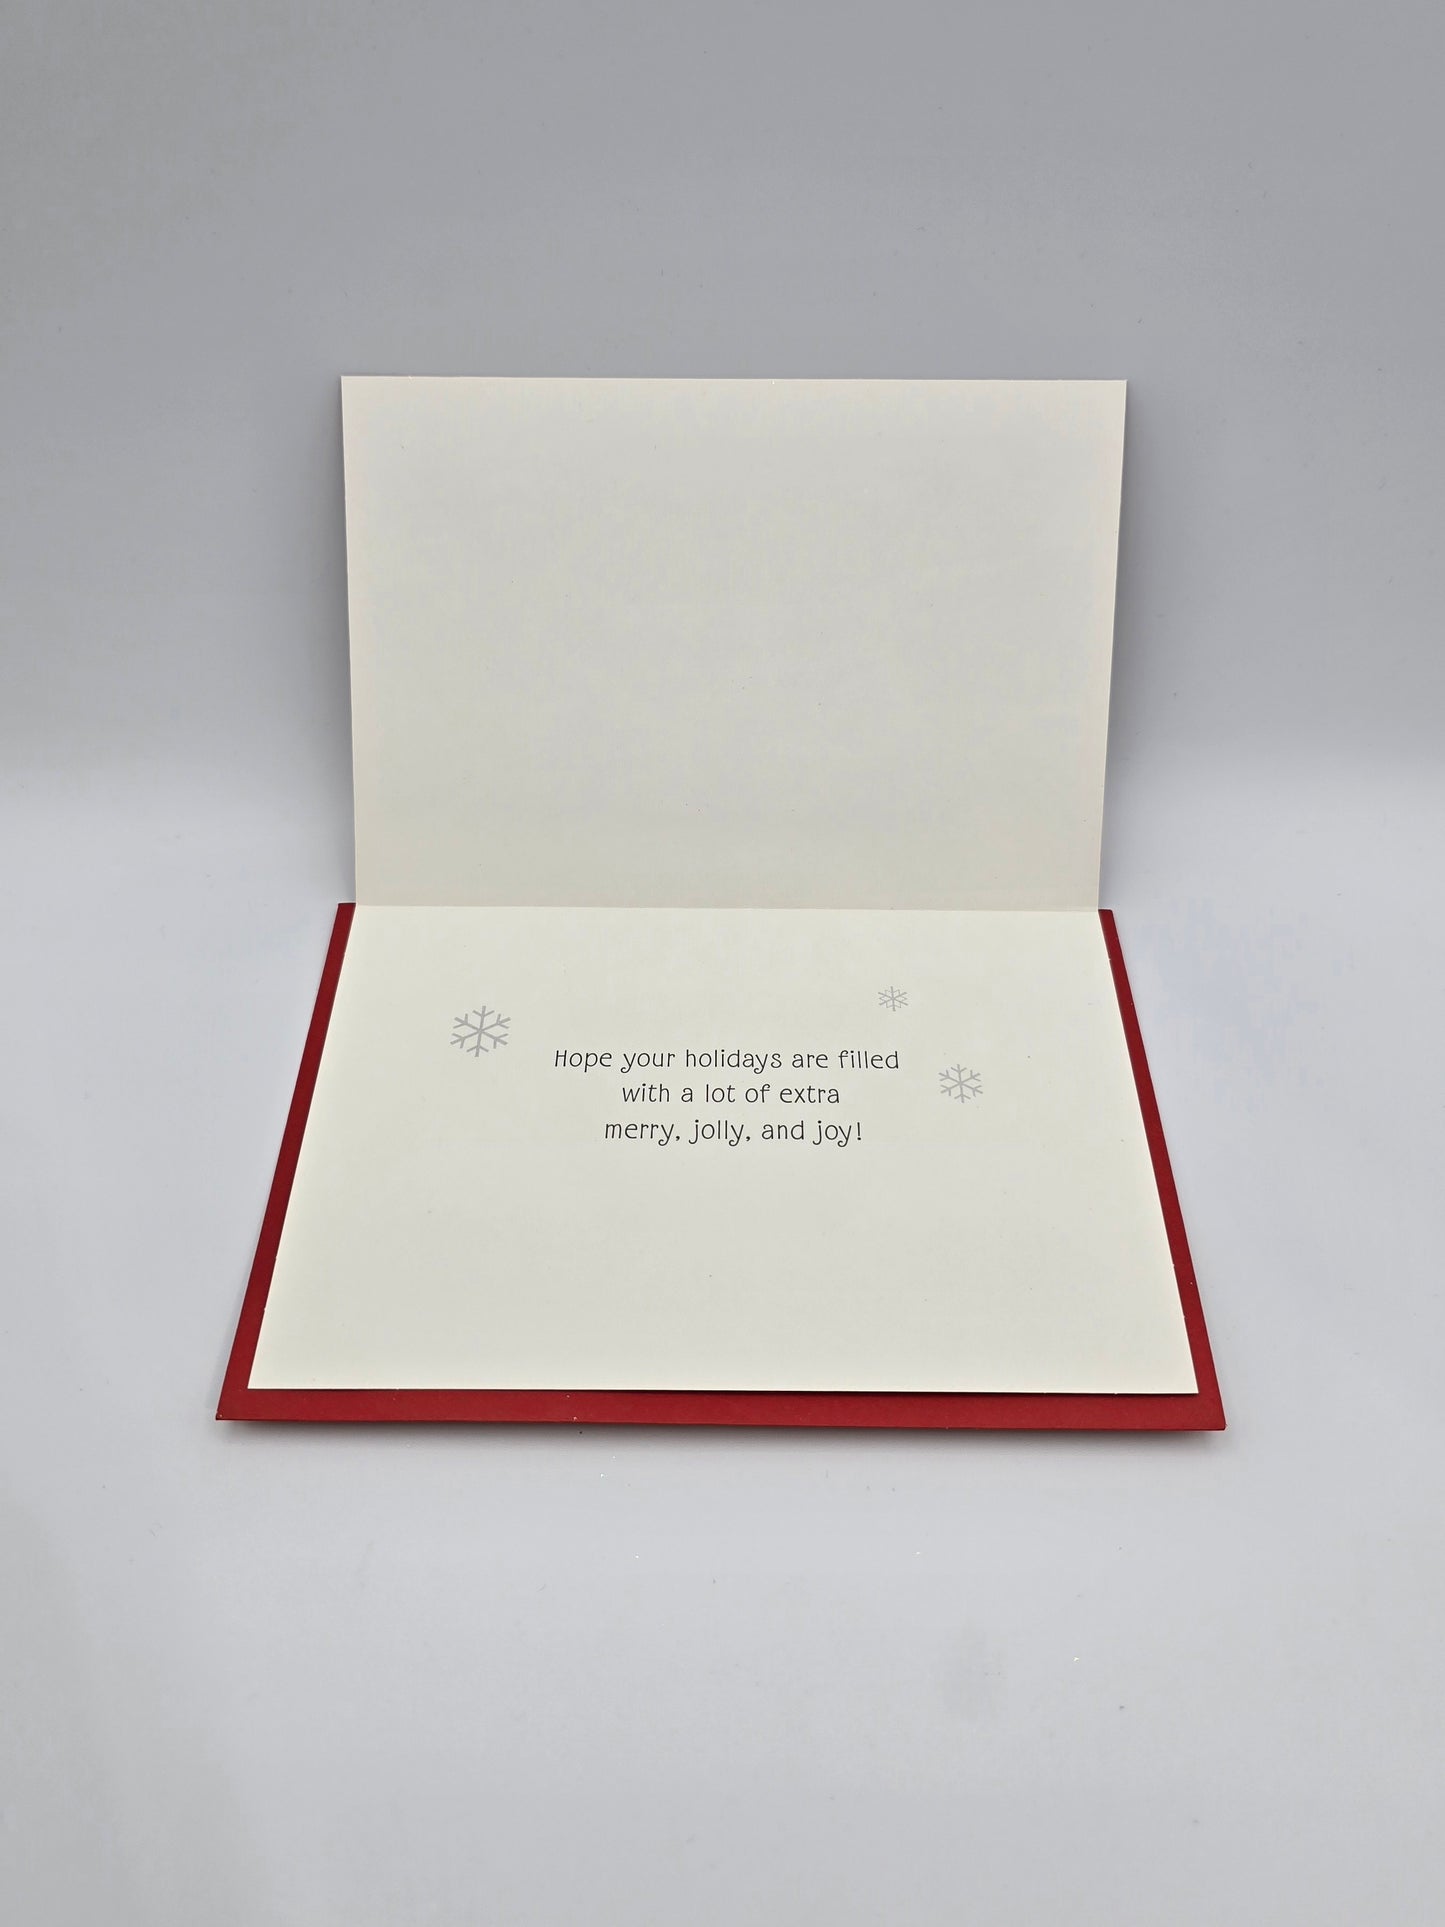 Hope your holidays are filled
with a lot of extra
merry, jolly, and joy!